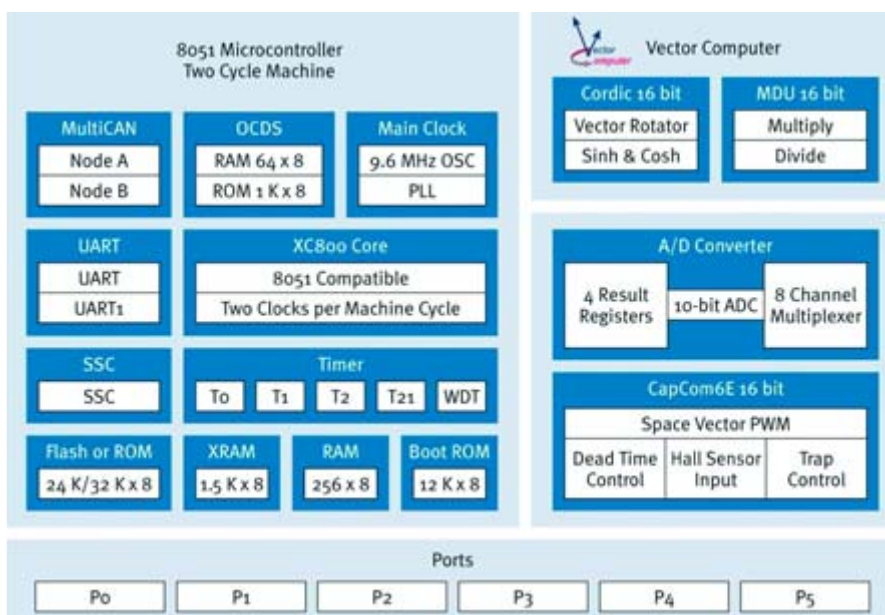 8051 Microcontroller
Two Cycle Machine
MultiCAN
Node A
Node B
OCDS
RAM 64 x 8
ROM 1 K x 8
Main Clock
9.6 MHz OSC
PLL
UART
UART
UART1
XC800 Core
8051 Compatible
Two Clocks per Machine Cycle
SSC
SSC
Timer
T0
T1
T2
T21
WDT
Flash or ROM
24 K/32 K x 8
XRAM
1.5 K x 8
RAM
256 x 8
Boot ROM
12 K x 8
Vector
Computer
Vector Computer
Cordic 16 bit
Vector Rotator
Sinh & Cosh
MDU 16 bit
Multiply
Divide
A/D Converter
4 Result
Registers
10-bit ADC
8 Channel
Multiplexer
CapCom6E 16 bit
Space Vector PWM
Dead Time
Control
Hall Sensor
Input
Trap
Control
Ports
P0
P1
P2
P3
P4
P5